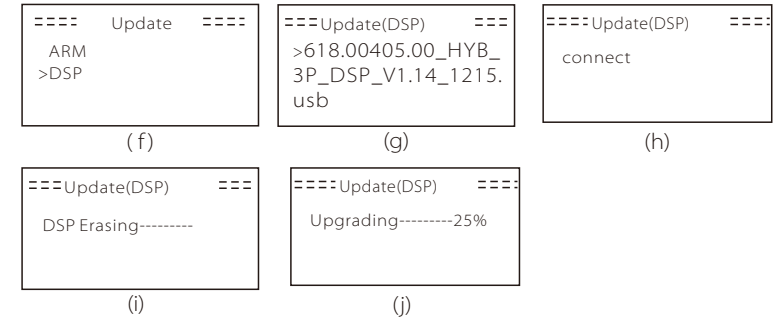 ==== Update ====
ARM
>DSP
(f)
===Update(DSP) ===
>618.00405.00_HYB_
3P_DSP_V1.14_1215.
usb
(g)
====Update(DSP) ====
connect
(h)
===Update(DSP) ===
DSP Erasing---------
(i)
====Update(DSP) ====
Upgrading---------25%
(j)